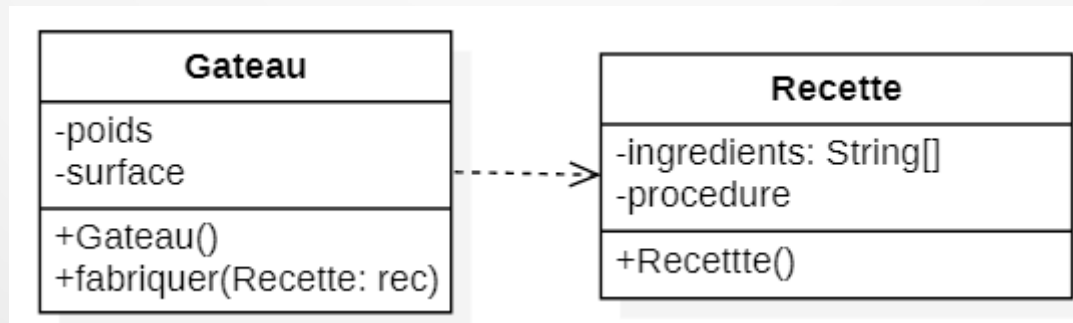 Gateau
-poids
-surface
+Gateau()
+fabriquer(Recette: rec)
Recette
-ingredients: String[]
-procedure
+Recettte()